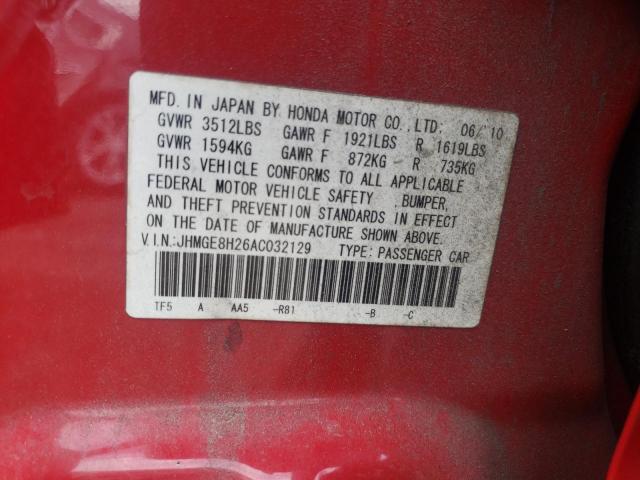 MFD. IN JAPAN BY HONDA MOTOR CO.,LTD: 06/10
GVWR 3512LBS GAWR F 1921LBS R 1619LBS
GVWR 1594KG GAWR F 872KG R 735KG
THIS VEHICLE CONFORMS TO ALL APPLICABLE
FEDERAL MOTOR VEHICLE SAFETY ,BUMPER,
AND THEFT PREVENTION STANDARDS IN EFFECT
ON THE DATE OF MANUFACTURE SHOWN ABOVE.
V.I.N.:JHMGE8H26AC032129 TYPE: PASSENGER CAR
TF5 A AA5 -R81 -B -C